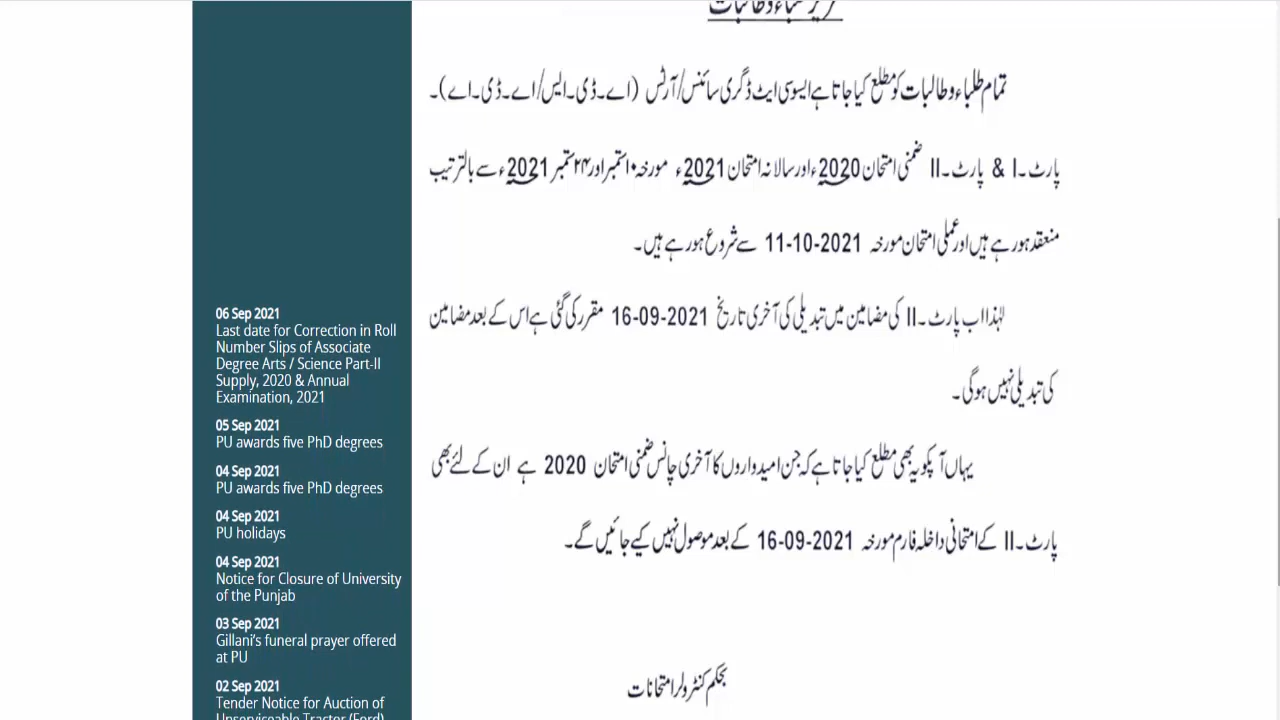 06 Sep 2021
Last date for Correction in Roll
Number Slips of Associate
Degree Arts / Science Part-II
Supply, 2020 & Annual
Examination, 2021
05 Sep 2021
PU awards five PhD degrees
04 Sep 2021
PU awards five PhD degrees
04 Sep 2021
PU holidays
04 Sep 2021
Notice for Closure of University
of the Punjab
03 Sep 2021
Gillani's funeral prayer offered
at PU
02 Sep 2021
Tender Notice for Auction of
Unserviceable Tractor (Ford)
تمام طلباء و طالبات کو مطلع کیا جاتا ہے ایسوسی ایٹ ڈگری سائنس/آرٹس (اے۔ڈی۔ایس/اے۔ڈی۔اے)۔
پارٹ۔I & پارٹ۔II ضمنی امتحان 2020ء اور سالانہ امتحان 2021ء مورخہ ۱۰ ستمبر اور ۲۴ ستمبر 2021ء سے بالترتیب
منعقد ہورہے ہیں اور عملی امتحان مورخہ 11-10-2021 سے شروع ہورہے ہیں۔
لہٰذا اب پارٹ۔II کی مضامین میں تبدیلی کی آخری تاریخ 16-09-2021 مقرر کی گئی ہے اس کے بعد مضامین
کی تبدیلی نہیں ہوگی۔
یہاں آپکو یہ بھی مطلع کیا جاتا ہے کہ جن امیدواروں کا آخری چانس ضمنی امتحان 2020 ہے ان کے لئے بھی
پارٹ۔II کے امتحانی داخلہ فارم مورخہ 16-09-2021 کے بعد موصول نہیں کیے جائیں گے۔
بحکم کنٹرولر امتحانات